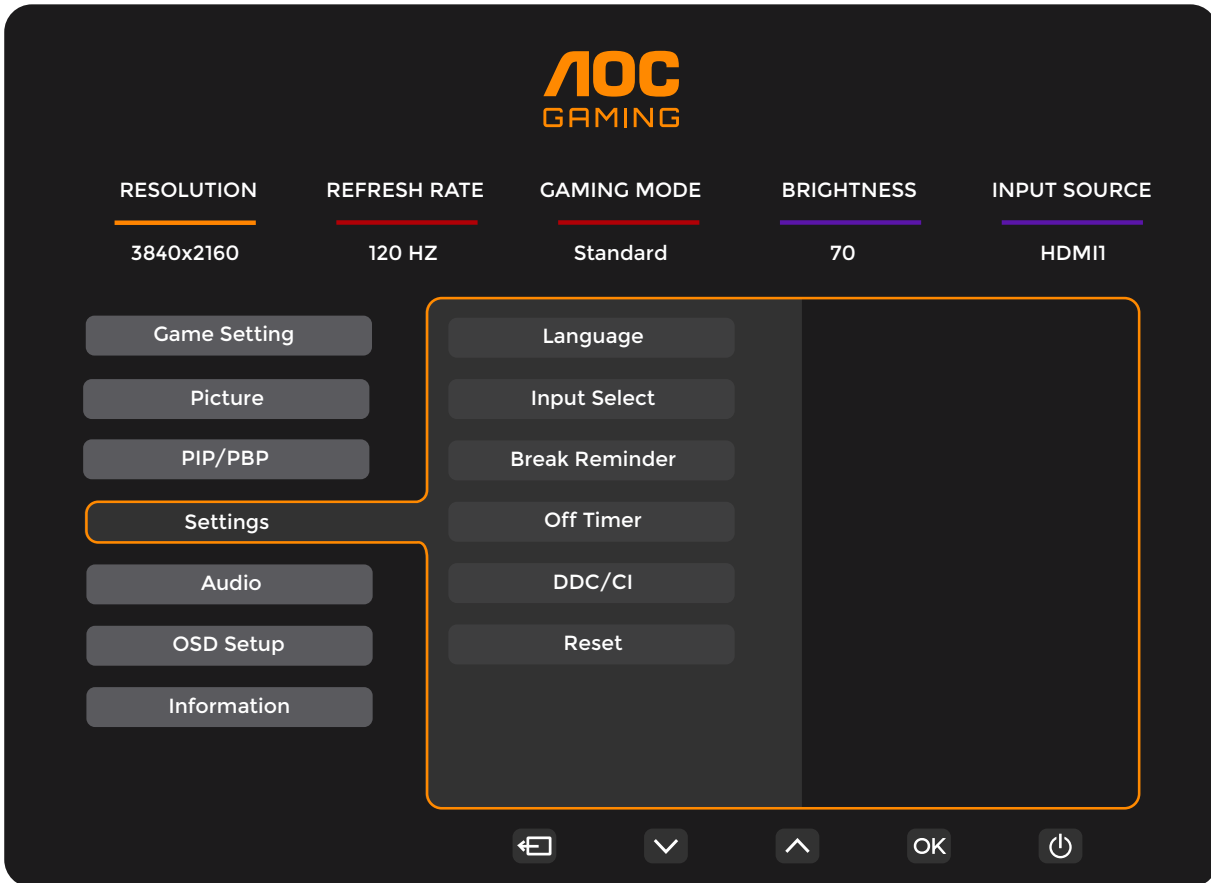 AOC
GAMING
RESOLUTION REFRESH RATE GAMING MODE BRIGHTNESS INPUT SOURCE
3840x2160 120 HZ Standard 70 HDMI1
Game Setting
Picture
PIP/PBP
Settings
Audio
OSD Setup
Information
Language
Input Select
Break Reminder
Off Timer
DDC/CI
Reset
OK